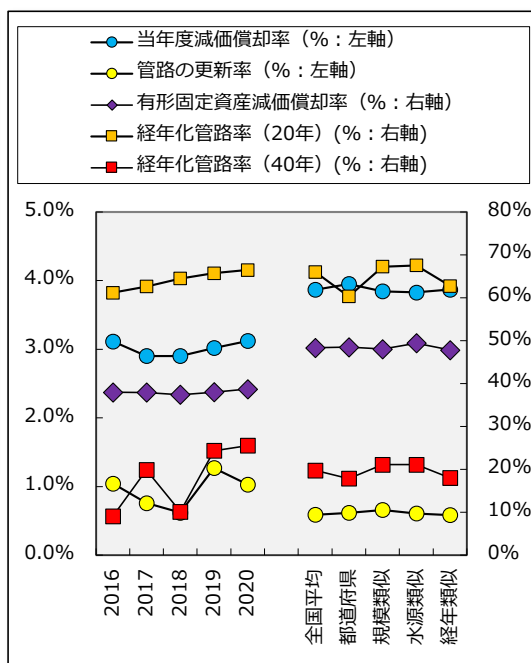 当年度減価償却率（%：左軸）
管路の更新率（%：左軸）
有形固定資産減価償却率（%：右軸）
経年化管路率（20年）(%：右軸)
経年化管路率（40年）(%：右軸)
5.0%
4.0%
3.0%
2.0%
1.0%
0.0%
80%
70%
60%
50%
40%
30%
20%
10%
0%
2016
2017
2018
2019
2020
全国平均
都道府県
規模類似
水源類似
経年類似